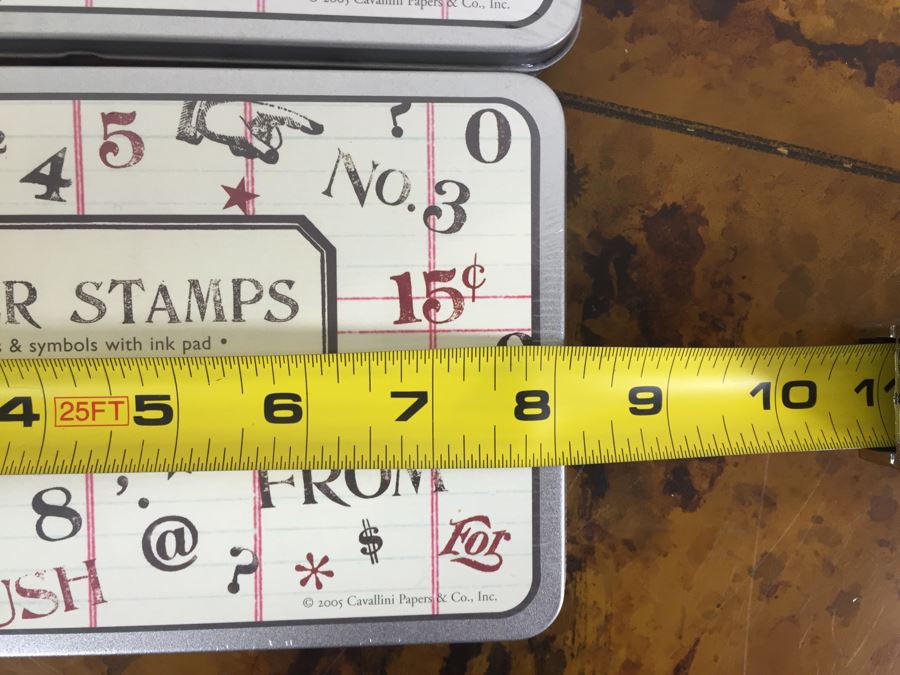 © 2005 Cavallini Papers & Co., Inc.
5 ? 0
4 No. 3
15¢
R STAMPS
& symbols with ink pad •
4 25FT 5 6 7 8 9 10 11
FROM
8 , .
@ ? * $ For
USH
© 2005 Cavallini Papers & Co., Inc.